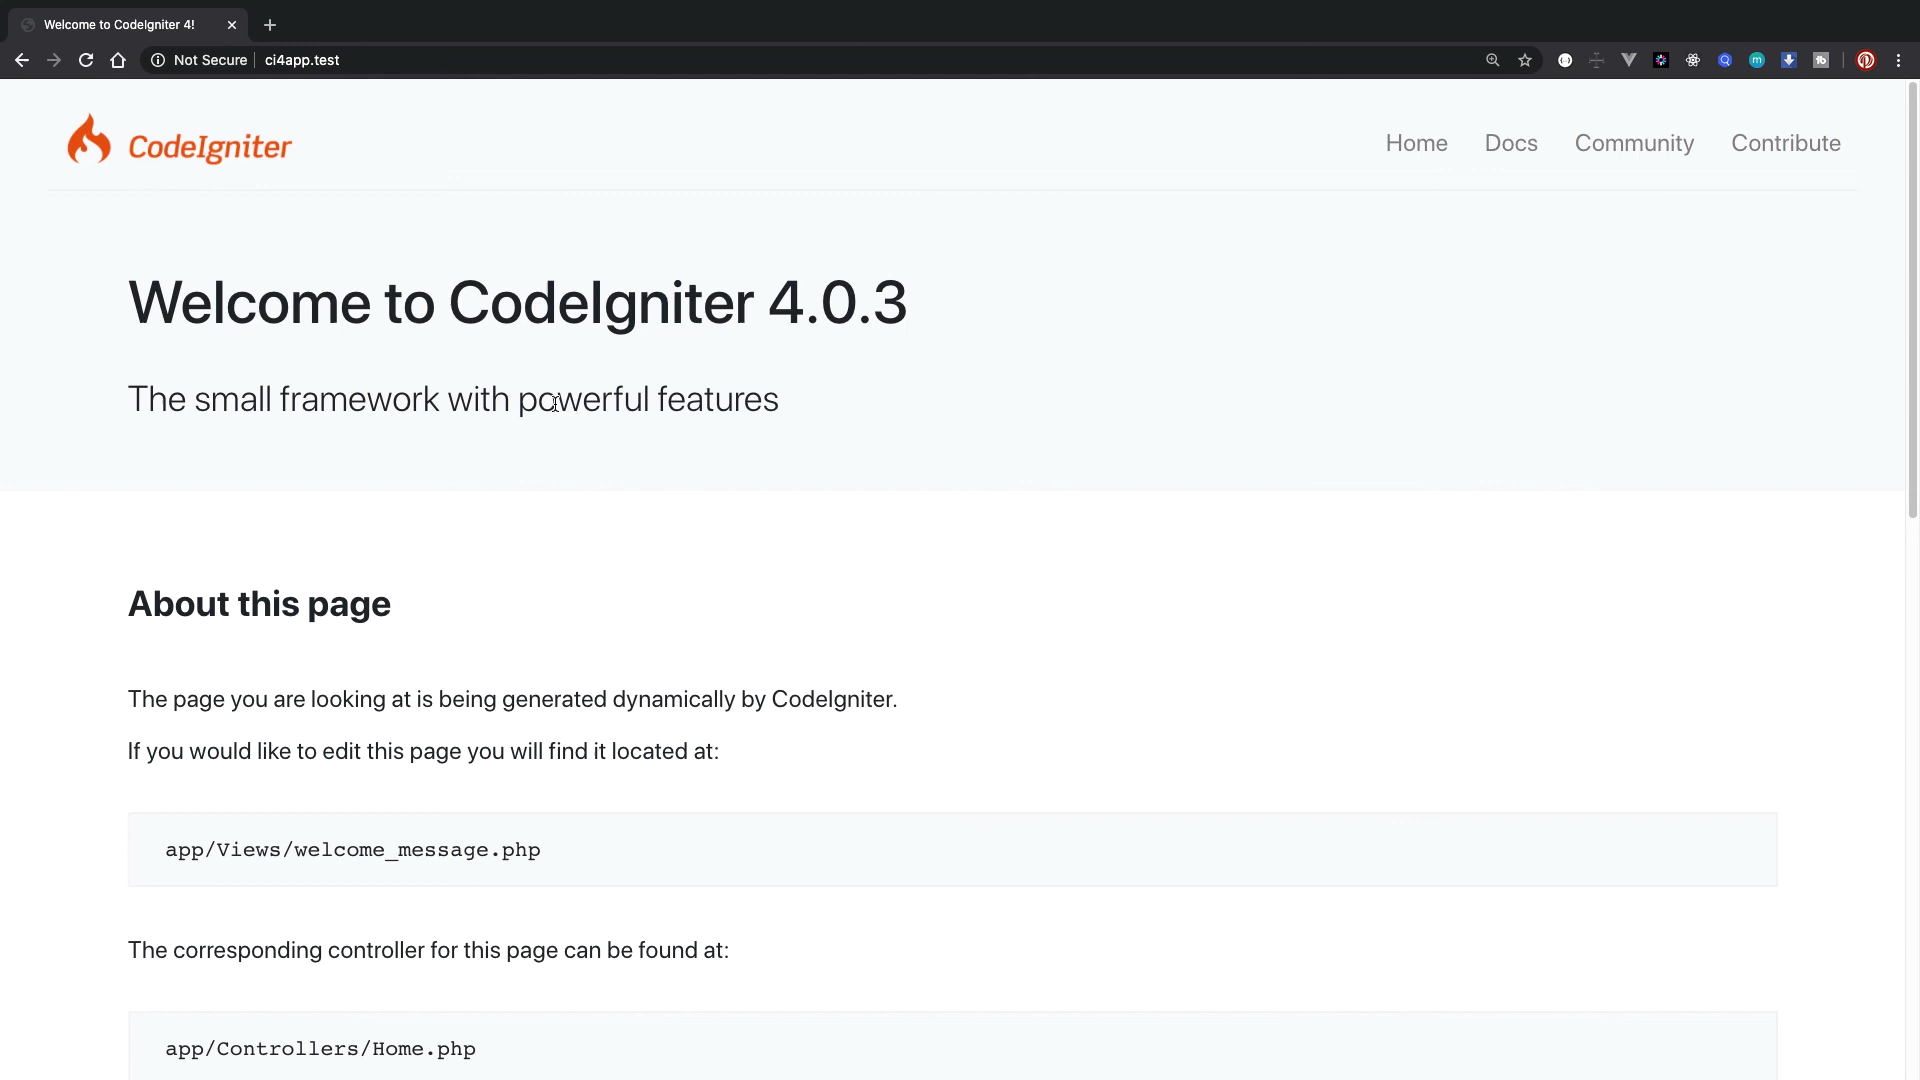 Welcome to CodeIgniter 4!
Not Secure
ci4app.test
CodeIgniter
Home
Docs
Community
Contribute
Welcome to CodeIgniter 4.0.3
The small framework with powerful features
About this page
The page you are looking at is being generated dynamically by CodeIgniter.
If you would like to edit this page you will find it located at:
app/Views/welcome_message.php
The corresponding controller for this page can be found at:
app/Controllers/Home.php